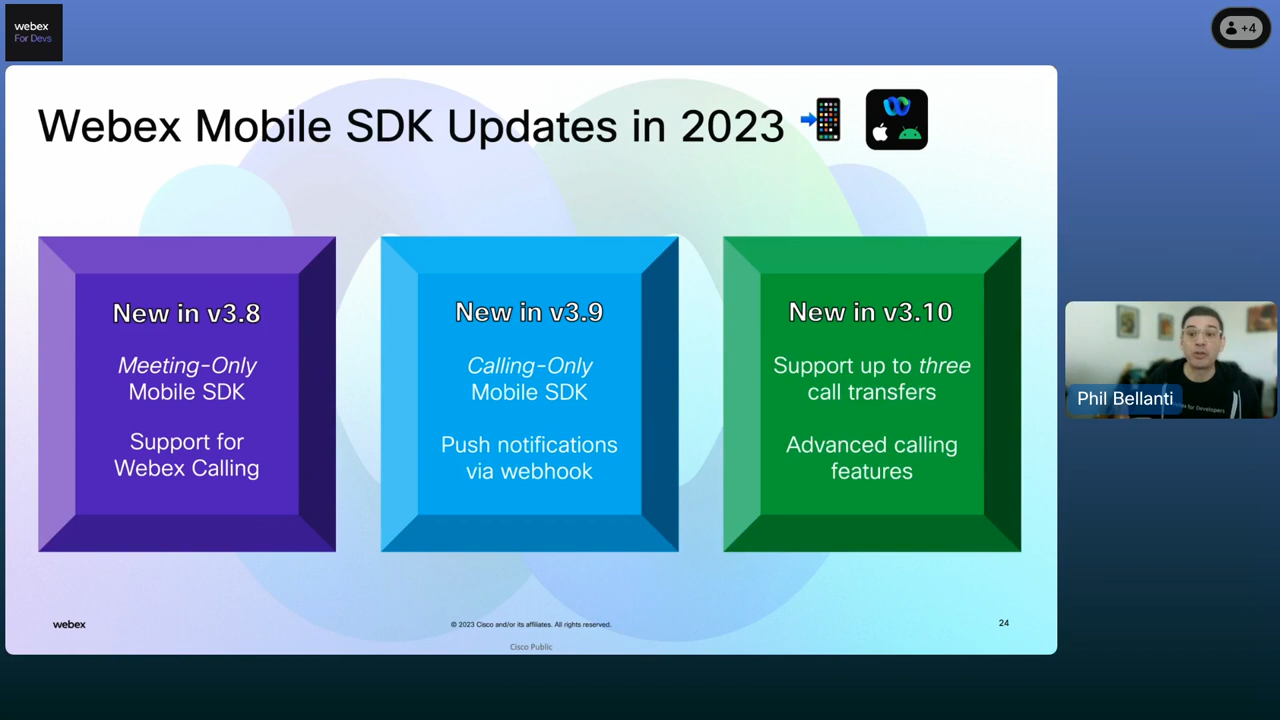 webex
For Devs
+4
Webex Mobile SDK Updates in 2023
New in v3.8
Meeting-Only
Mobile SDK
Support for
Webex Calling
New in v3.9
Calling-Only
Mobile SDK
Push notifications
via webhook
New in v3.10
Support up to three
call transfers
Advanced calling
features
Phil Bellanti
for Developers
webex
© 2023 Cisco and/or its affiliates. All rights reserved.
24
Cisco Public